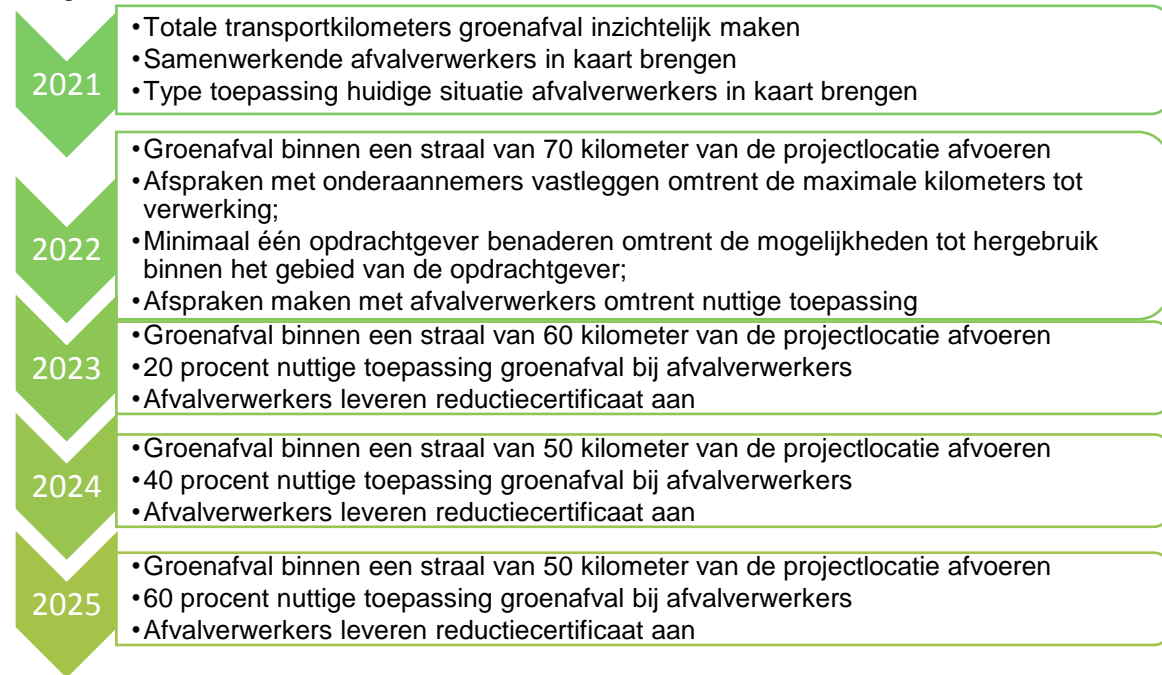 2021
•Totale transportkilometers groenafval inzichtelijk maken
•Samenwerkende afvalverwerkers in kaart brengen
•Type toepassing huidige situatie afvalverwerkers in kaart brengen
2022
•Groenafval binnen een straal van 70 kilometer van de projectlocatie afvoeren
•Afspraken met onderaannemers vastleggen omtrent de maximale kilometers tot
verwerking;
•Minimaal één opdrachtgever benaderen omtrent de mogelijkheden tot hergebruik
binnen het gebied van de opdrachtgever;
•Afspraken maken met afvalverwerkers omtrent nuttige toepassing
2023
•Groenafval binnen een straal van 60 kilometer van de projectlocatie afvoeren
•20 procent nuttige toepassing groenafval bij afvalverwerkers
•Afvalverwerkers leveren reductiecertificaat aan
2024
•Groenafval binnen een straal van 50 kilometer van de projectlocatie afvoeren
•40 procent nuttige toepassing groenafval bij afvalverwerkers
•Afvalverwerkers leveren reductiecertificaat aan
2025
•Groenafval binnen een straal van 50 kilometer van de projectlocatie afvoeren
•60 procent nuttige toepassing groenafval bij afvalverwerkers
•Afvalverwerkers leveren reductiecertificaat aan